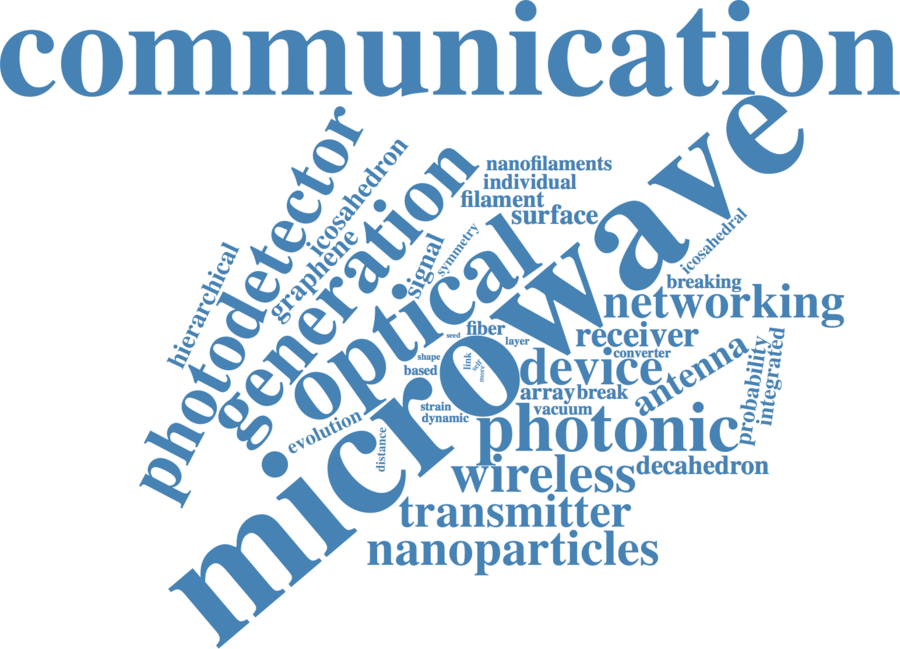 communication
microwave
photodetector
icosahedron
generation
graphene
hierarchical
signal
symmetry
optical
nanofilaments
individual
filament
surface
icosahedral
breaking
networking
receiver
converter
fiber
layer
seed
shape
based
link
more
device
antenna
probability
integrated
array
break
vacuum
strain
dynamic
evolution
distance
photonic
wireless
decahedron
transmitter
nanoparticles